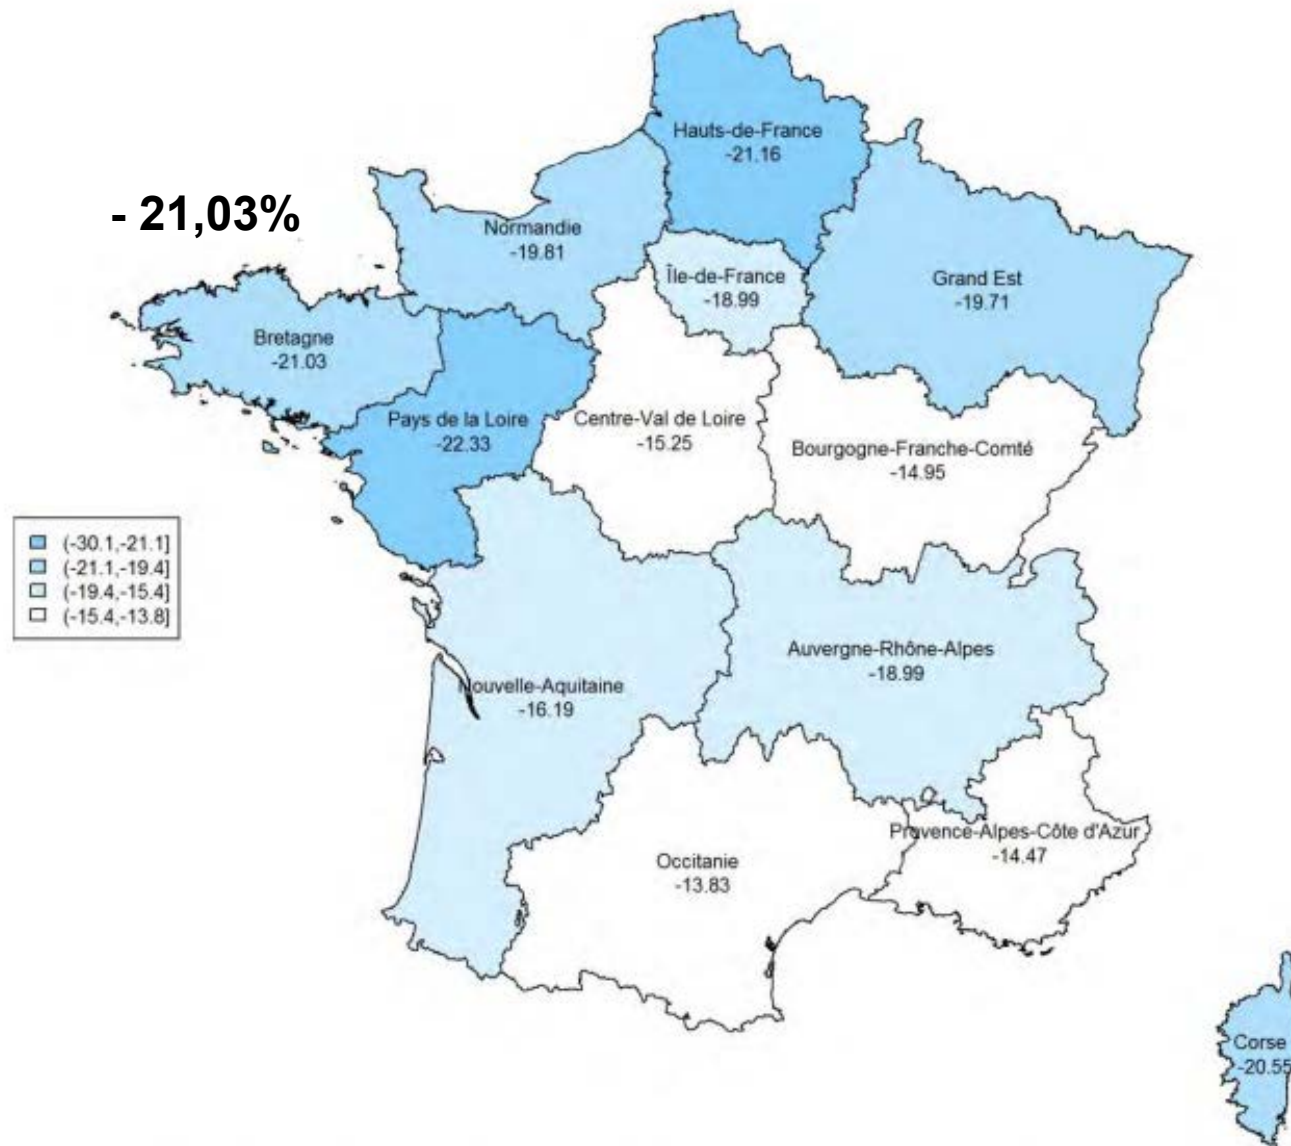 Hauts-de-France
-21.16
- 21,03%
Normandie
-19.81
Île-de-France
-18.99
Grand Est
-19.71
Bretagne
-21.03
Pays de la Loire
-22.33
Centre-Val de Loire
-15.25
Bourgogne-Franche-Comté
-14.95
(-30.1,-21.1]
(-21.1,-19.4]
(-19.4,-15.4]
(-15.4,-13.8]
Auvergne-Rhône-Alpes
-18.99
Nouvelle-Aquitaine
-16.19
Provence-Alpes-Côte d'Azur
-14.47
Occitanie
-13.83
Corse
-20.55